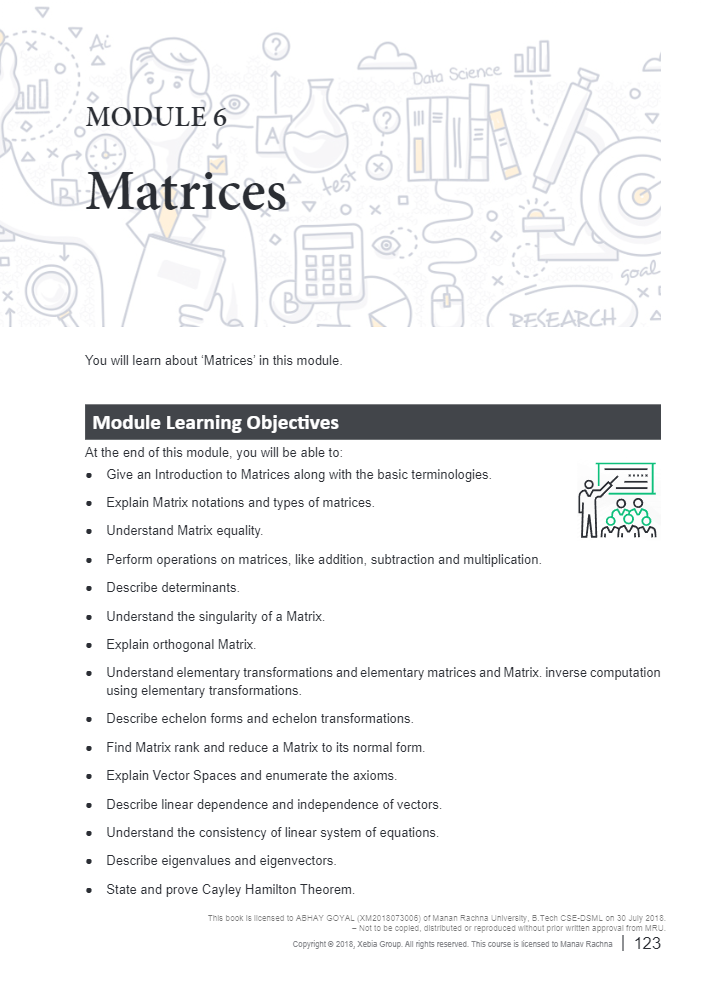 Ai
?
Data Science
MODULE 6
A
?
x
B
Matrices
test
B
goal
RESEARCH
You will learn about ‘Matrices’ in this module.
Module Learning Objectives
At the end of this module, you will be able to:
● Give an Introduction to Matrices along with the basic terminologies.
● Explain Matrix notations and types of matrices.
● Understand Matrix equality.
● Perform operations on matrices, like addition, subtraction and multiplication.
● Describe determinants.
● Understand the singularity of a Matrix.
● Explain orthogonal Matrix.
● Understand elementary transformations and elementary matrices and Matrix. inverse computation
using elementary transformations.
● Describe echelon forms and echelon transformations.
● Find Matrix rank and reduce a Matrix to its normal form.
● Explain Vector Spaces and enumerate the axioms.
● Describe linear dependence and independence of vectors.
● Understand the consistency of linear system of equations.
● Describe eigenvalues and eigenvectors.
● State and prove Cayley Hamilton Theorem.
This book is licensed to ABHAY GOYAL (XM2018073006) of Manan Rachna University, B.Tech CSE-DSML on 30 July 2018.
– Not to be copied, distributed or reproduced without prior written approval from MRU.
Copyright © 2018, Xebia Group. All rights reserved. This course is licensed to Manav Rachna | 123